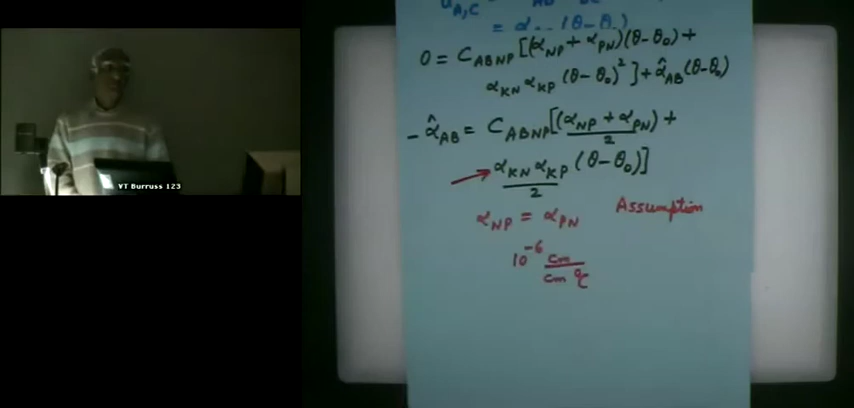 VT Burruss 123
= α .. (θ - θ₀)
0 = C_ABNP [(α_NP + α_PN)(θ - θ₀) +
α_KN α_KP (θ - θ₀)²] + α̂_AB (θ - θ₀)
- α̂_AB = C_ABNP [(α_NP + α_PN)/2 +
α_KN α_KP/2 (θ - θ₀)]
α_NP = α_PN Assumption
10⁻⁶ cm/cm °C